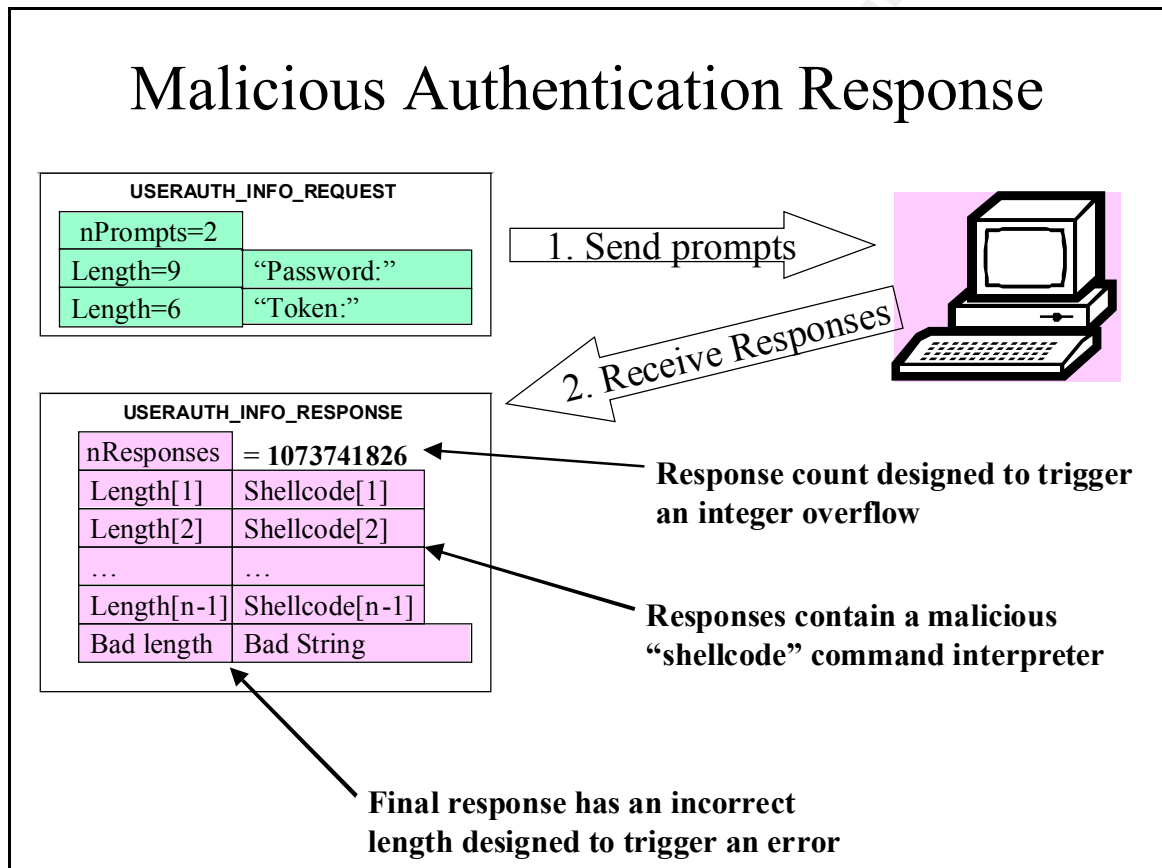 Malicious Authentication Response
USERAUTH_INFO_REQUEST
nPrompts=2
Length=9 “Password:”
Length=6 “Token:”
1. Send prompts
2. Receive Responses
USERAUTH_INFO_RESPONSE
nResponses = 1073741826
Length[1] Shellcode[1]
Length[2] Shellcode[2]
… …
Length[n-1] Shellcode[n-1]
Bad length Bad String
Response count designed to trigger
an integer overflow
Responses contain a malicious
“shellcode” command interpreter
Final response has an incorrect
length designed to trigger an error